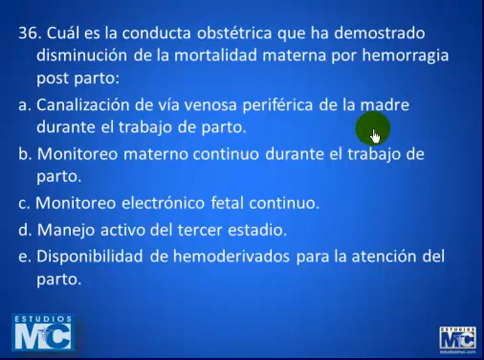 36. Cuál es la conducta obstétrica que ha demostrado
disminución de la mortalidad materna por hemorragia
post parto:
a. Canalización de vía venosa periférica de la madre
durante el trabajo de parto.
b. Monitoreo materno continuo durante el trabajo de
parto.
c. Monitoreo electrónico fetal continuo.
d. Manejo activo del tercer estadio.
e. Disponibilidad de hemoderivados para la atención del
parto.
ESTUDIOS
MC
ESTUDIOS
MC
estudiosmc.com